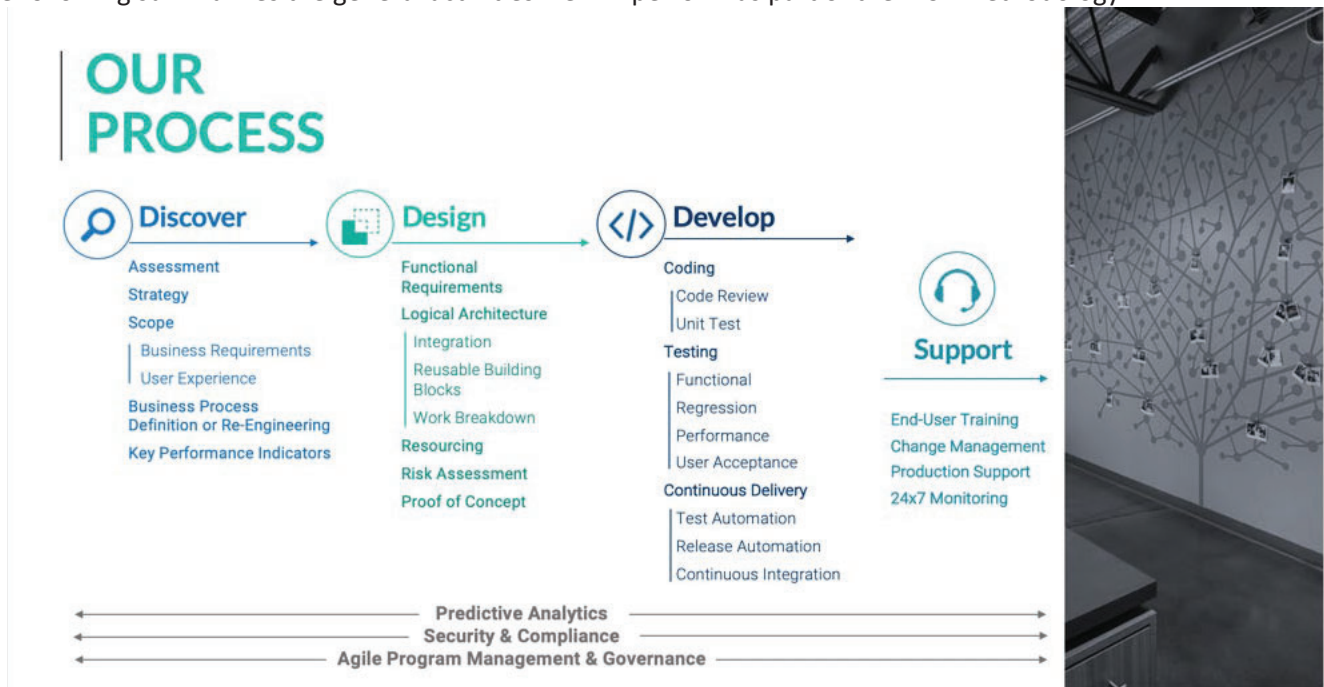 OUR
PROCESS
Discover
Assessment
Strategy
Scope
Business Requirements
User Experience
Business Process
Definition or Re-Engineering
Key Performance Indicators
Design
Functional
Requirements
Logical Architecture
Integration
Reusable Building
Blocks
Work Breakdown
Resourcing
Risk Assessment
Proof of Concept
</>
Develop
Coding
Code Review
Unit Test
Testing
Functional
Regression
Performance
User Acceptance
Continuous Delivery
Test Automation
Release Automation
Continuous Integration
Support
End-User Training
Change Management
Production Support
24x7 Monitoring
Predictive Analytics
Security & Compliance
Agile Program Management & Governance